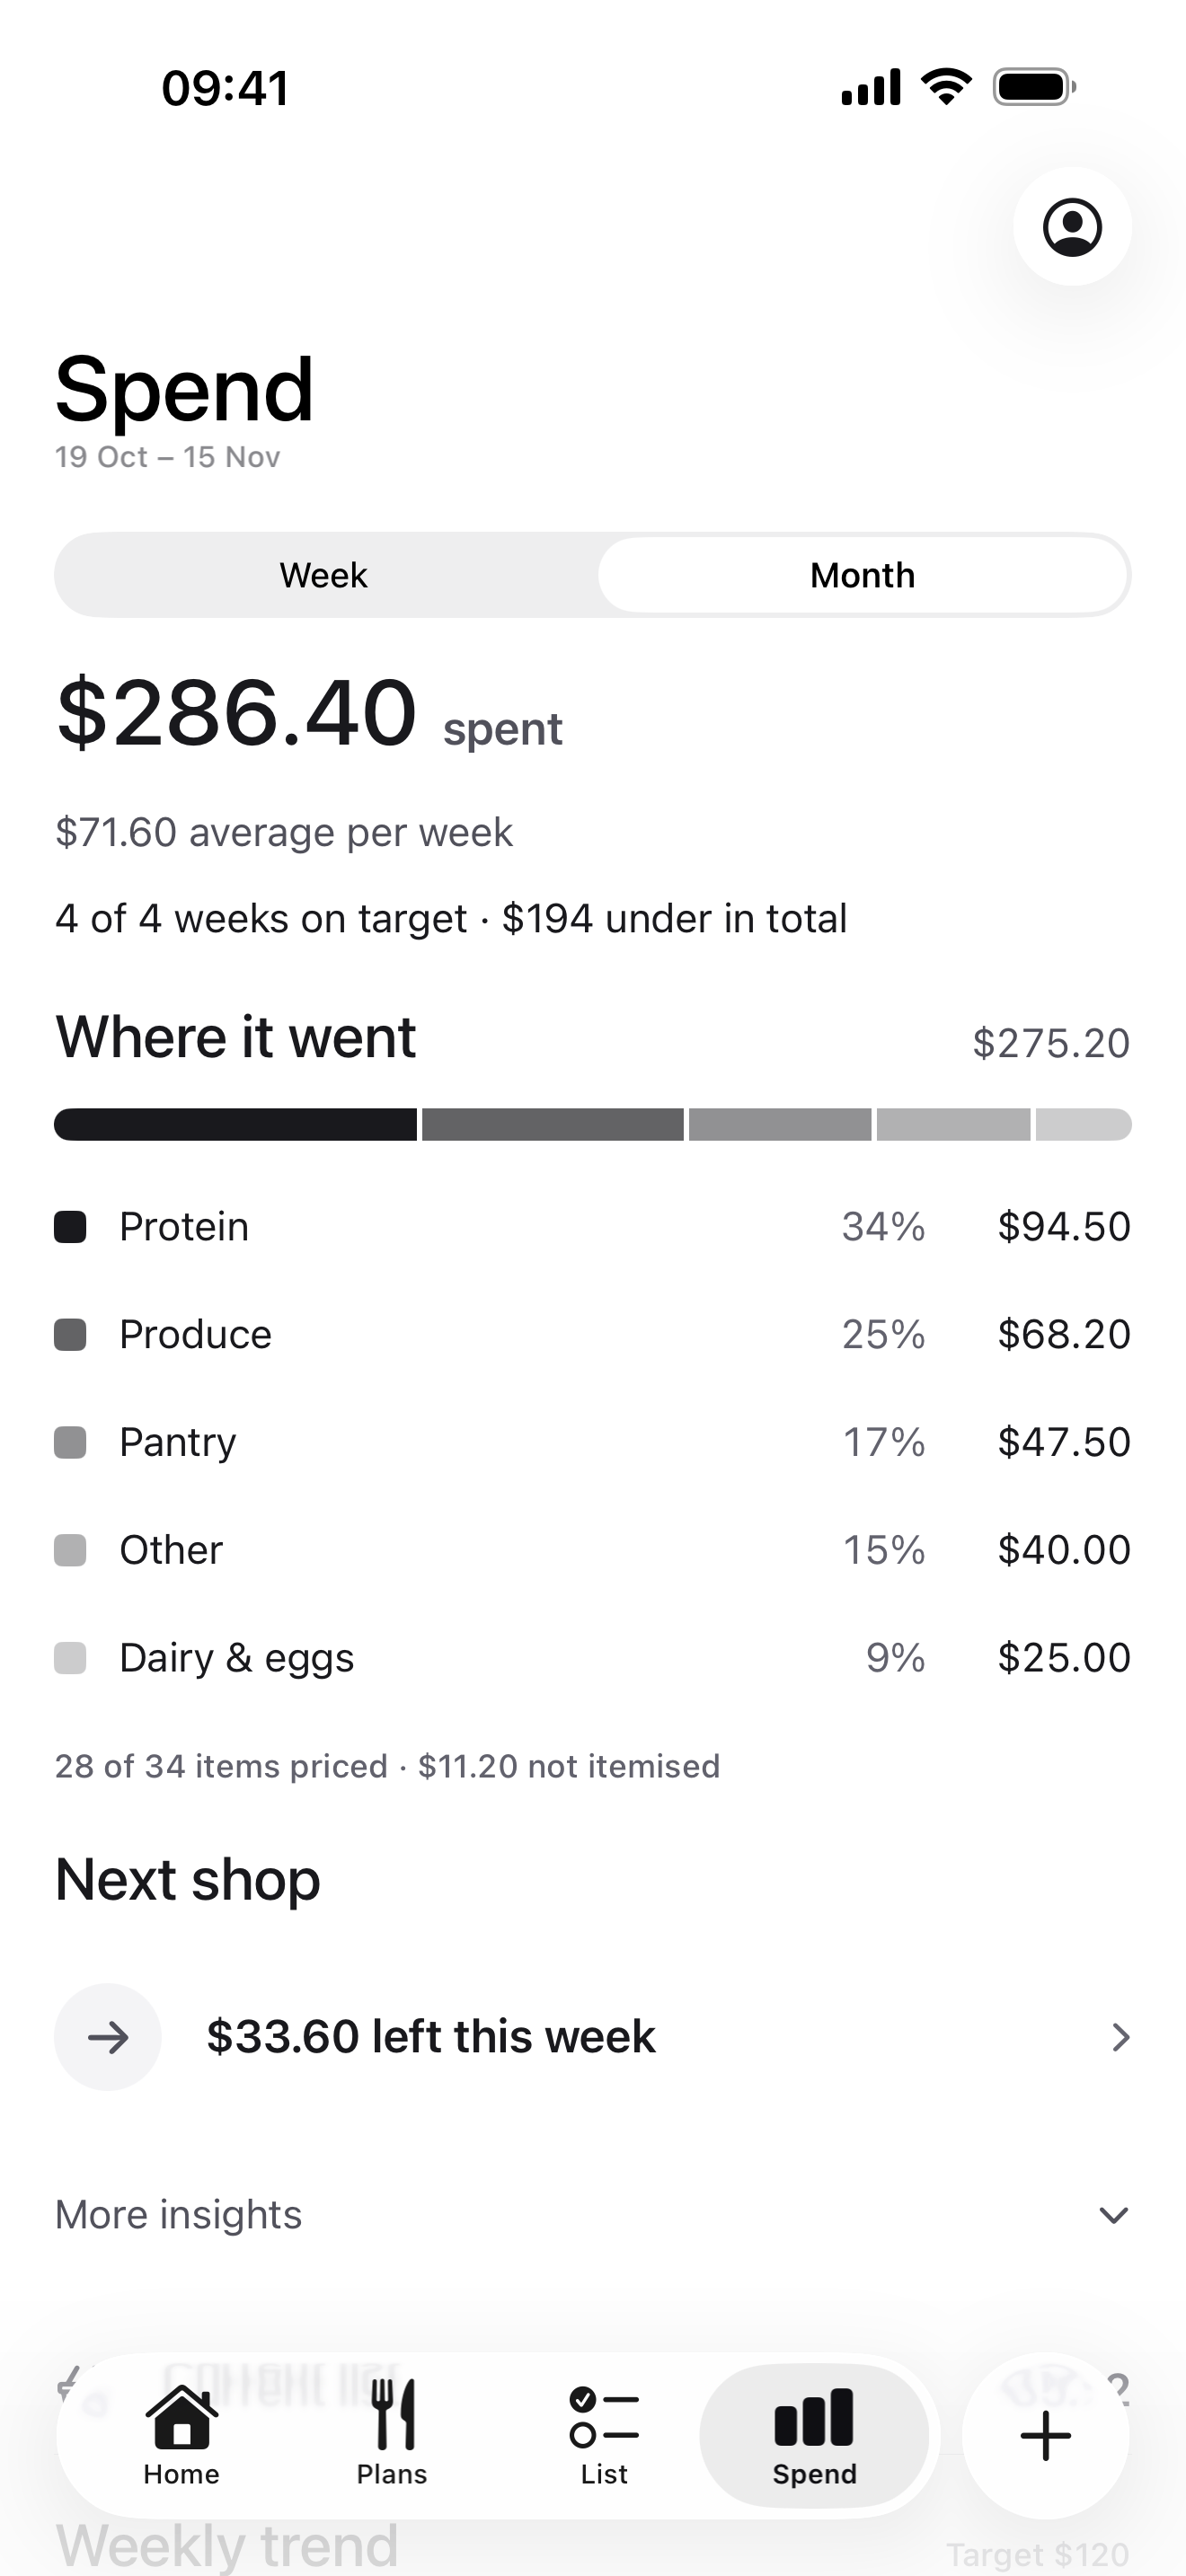 09:41
Spend
19 Oct – 15 Nov
Week Month
$286.40 spent
$71.60 average per week
4 of 4 weeks on target · $194 under in total
Where it went $275.20
Protein 34% $94.50
Produce 25% $68.20
Pantry 17% $47.50
Other 15% $40.00
Dairy & eggs 9% $25.00
28 of 34 items priced · $11.20 not itemised
Next shop
$33.60 left this week
More insights
Home Plans List Spend
Weekly trend Target $120